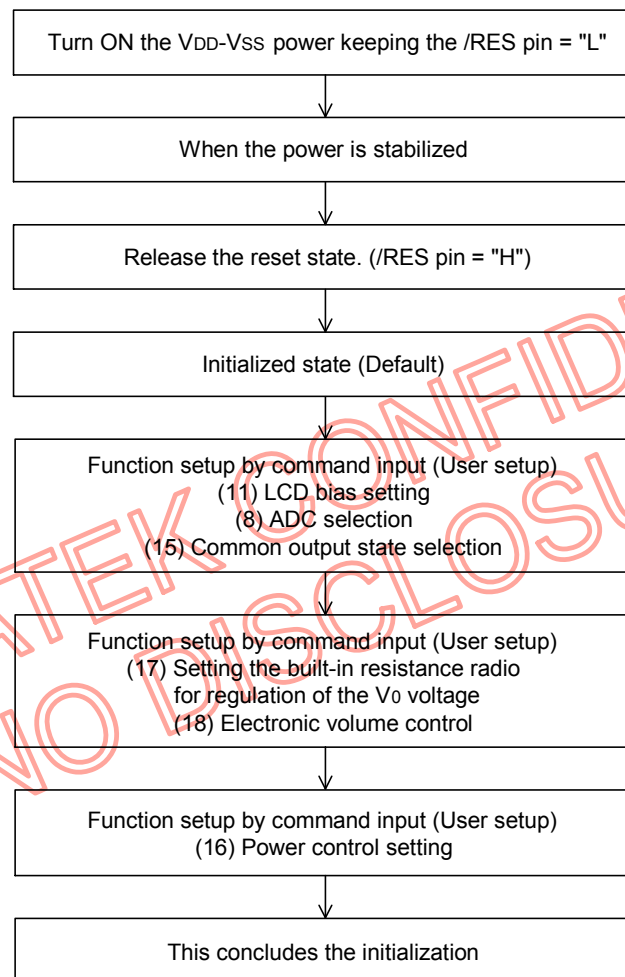 Turn ON the VDD-VSS power keeping the /RES pin = "L"
When the power is stabilized
Release the reset state. (/RES pin = "H")
Initialized state (Default)
Function setup by command input (User setup)
(11) LCD bias setting
(8) ADC selection
(15) Common output state selection
Function setup by command input (User setup)
(17) Setting the built-in resistance radio
for regulation of the V0 voltage
(18) Electronic volume control
Function setup by command input (User setup)
(16) Power control setting
This concludes the initialization